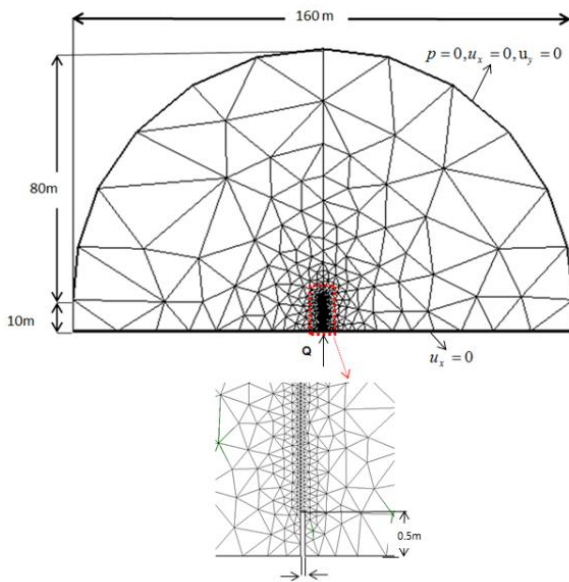 160 m
p = 0, u_x = 0, u_y = 0
80m
10m
Q
u_x = 0
0.5m